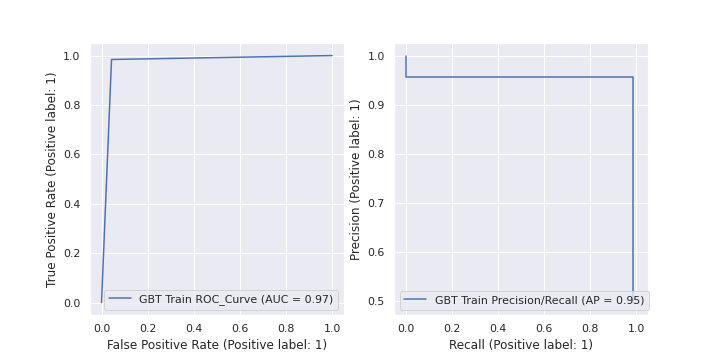 True Positive Rate (Positive label: 1)
1.0
0.8
0.6
0.4
0.2
0.0
GBT Train ROC_Curve (AUC = 0.97)
0.0 0.2 0.4 0.6 0.8 1.0
False Positive Rate (Positive label: 1)
Precision (Positive label: 1)
1.0
0.9
0.8
0.7
0.6
0.5
GBT Train Precision/Recall (AP = 0.95)
0.0 0.2 0.4 0.6 0.8 1.0
Recall (Positive label: 1)